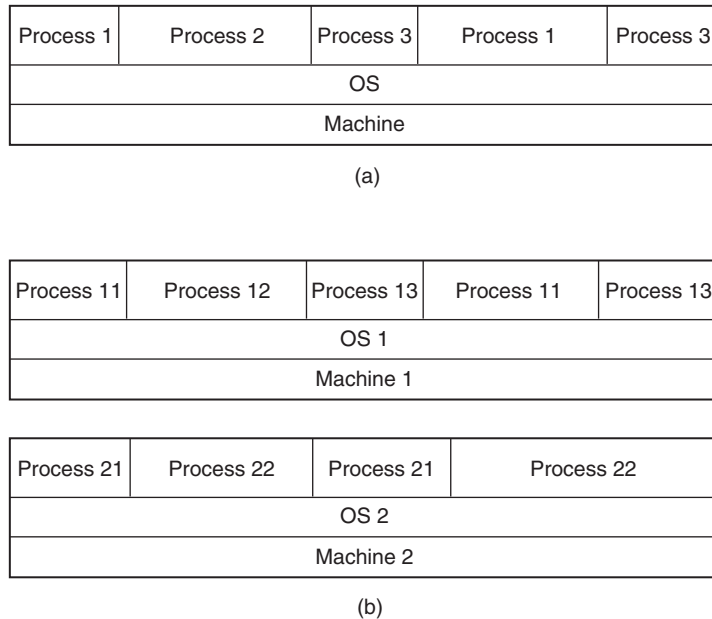 Process 1 Process 2 Process 3 Process 1 Process 3
OS
Machine
(a)
Process 11 Process 12 Process 13 Process 11 Process 13
OS 1
Machine 1
Process 21 Process 22 Process 21 Process 22
OS 2
Machine 2
(b)